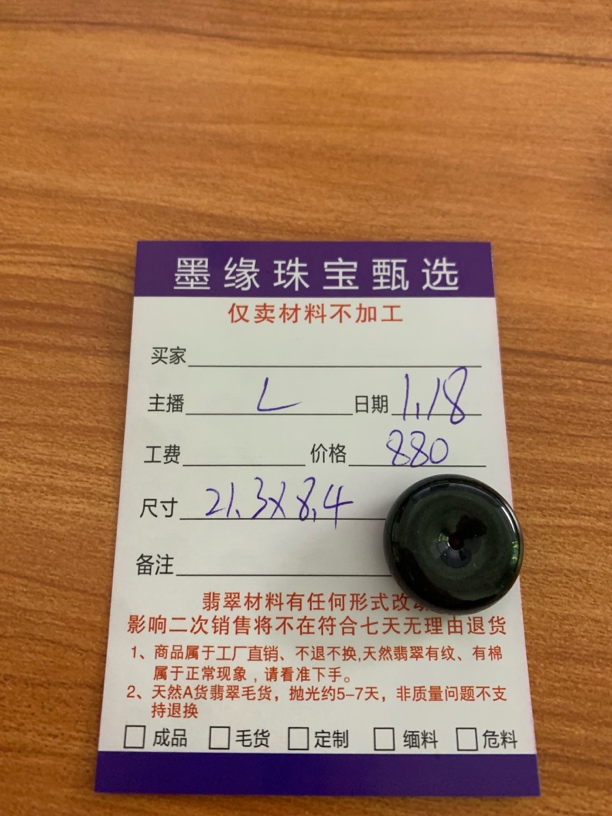 墨缘珠宝甄选
仅卖材料不加工
买家
主播 L 日期 1.18
工费 价格 880
尺寸 21.3X8.4
备注
翡翠材料有任何形式改
影响二次销售将不在符合七天无理由退货
1、商品属于工厂直销、不退不换,天然翡翠有纹、有棉
属于正常现象，请看准下手。
2、天然A货翡翠毛货，抛光约5-7天，非质量问题不支
持退换
成品 毛货 定制 缅料 危料